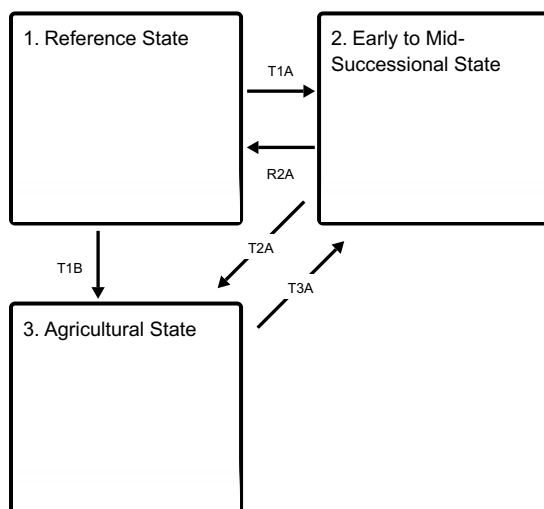 1. Reference State
2. Early to Mid-
Successional State
T1A
R2A
T2A
T1B
T3A
3. Agricultural State